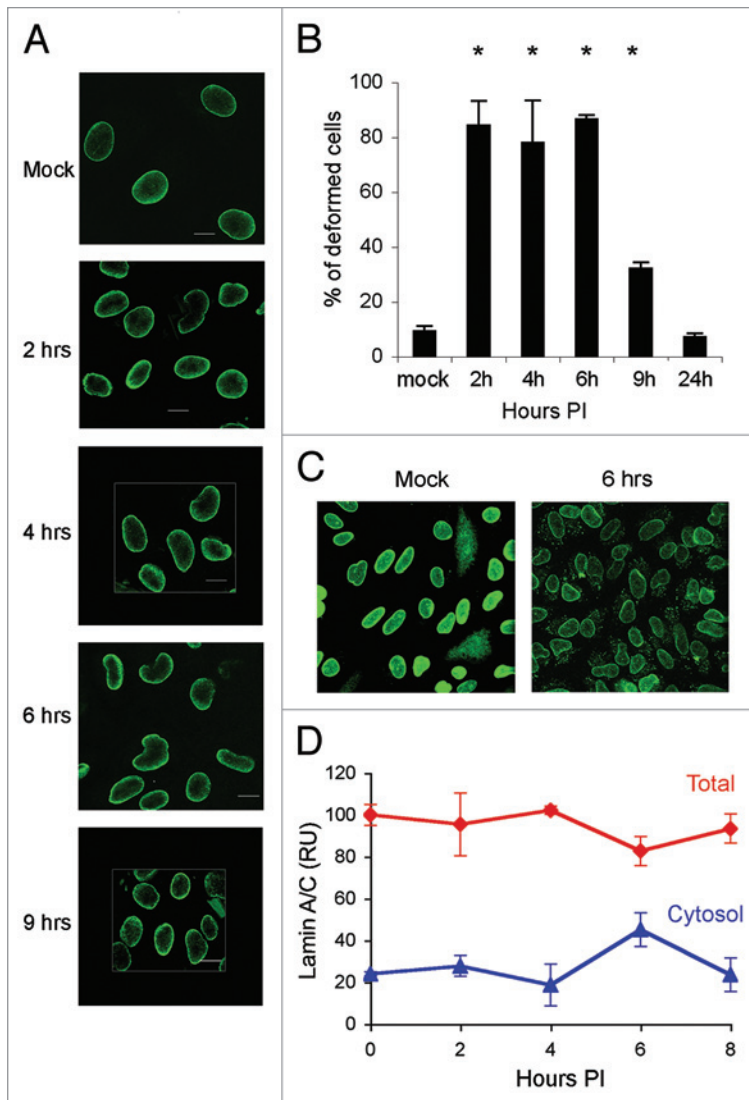 A
Mock
2 hrs
4 hrs
6 hrs
9 hrs
B
* * * *
% of deformed cells
100
80
60
40
20
0
mock 2h 4h 6h 9h 24h
Hours PI
C
Mock 6 hrs
D
Lamin A/C (RU)
120
100
80
60
40
20
0
Total
Cytosol
0 2 4 6 8
Hours PI